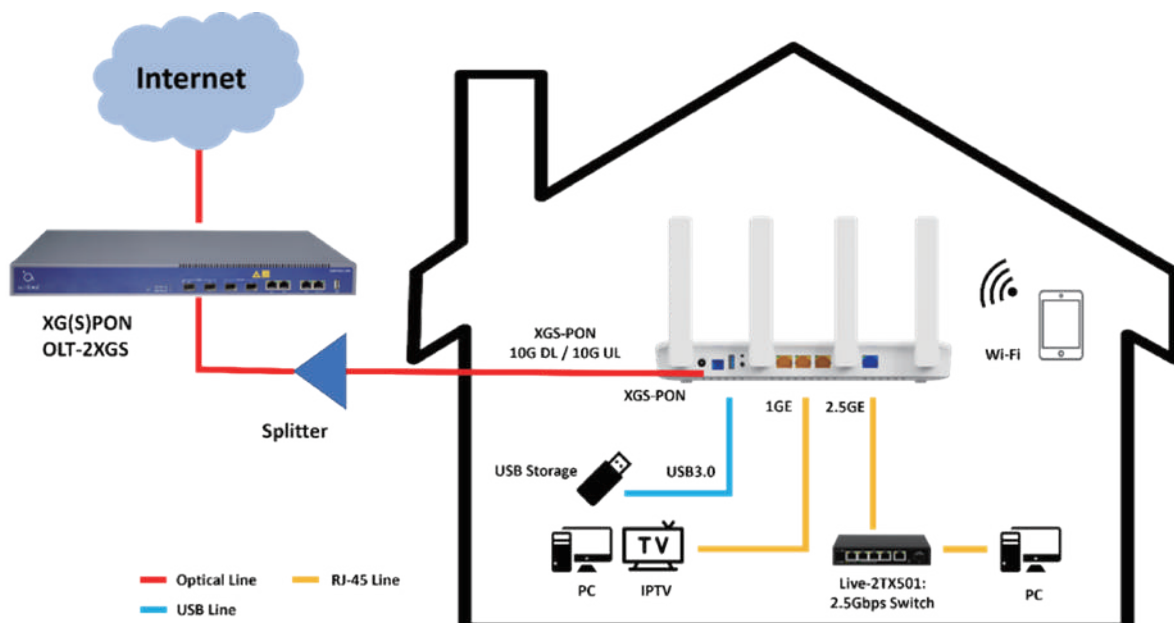 Internet
XG(S)PON
OLT-2XGS
Splitter
XGS-PON
10G DL / 10G UL
XGS-PON
1GE
2.5GE
Wi-Fi
USB Storage
USB3.0
TV
PC
IPTV
Live-2TX501:
2.5Gbps Switch
PC
Optical Line
RJ-45 Line
USB Line